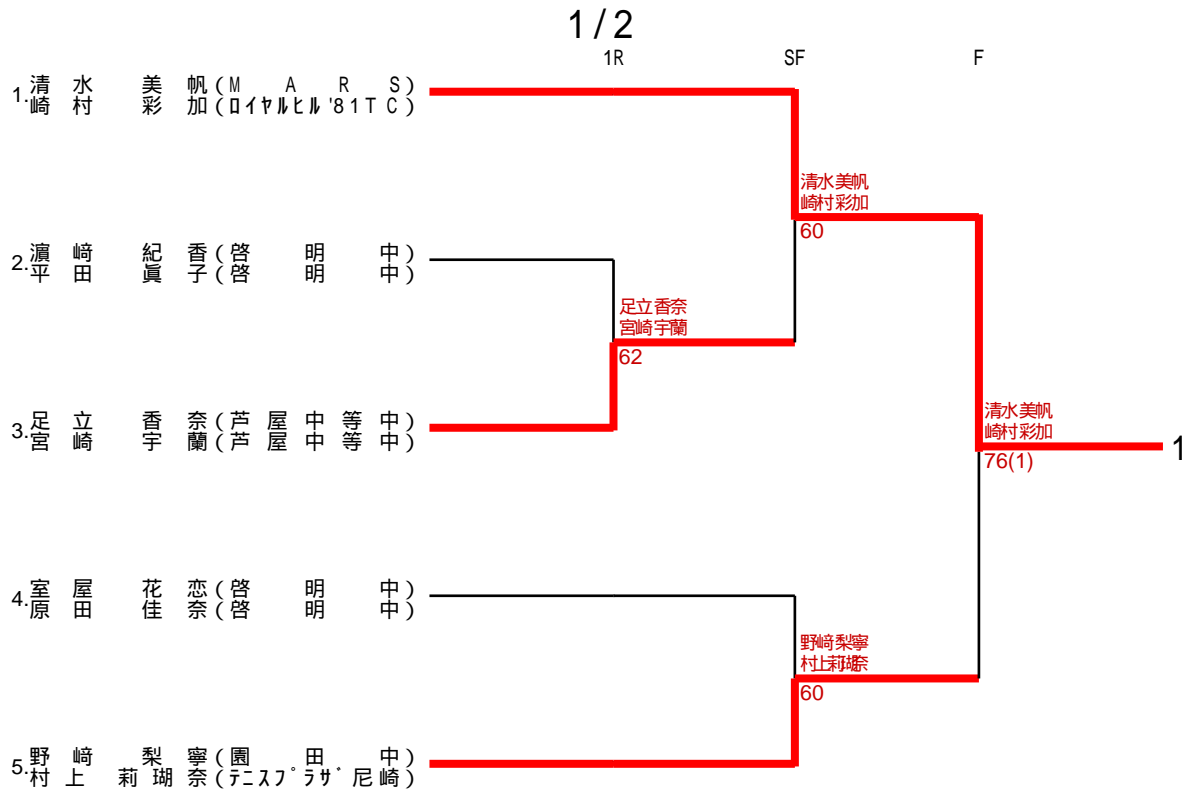 1/2
1R SF F
1. 清水 美帆(MARS)
崎村 彩加(ロイヤルヒル'81TC)
清水美帆
崎村彩加
60
2. 濵﨑 紀香(啓明中)
平田 眞子(啓明中)
足立香奈
宮崎宇蘭
62
3. 足立 香奈(芦屋中等中)
宮崎 宇蘭(芦屋中等中)
清水美帆
崎村彩加
76(1)
1
4. 室屋 花恋(啓明中)
原田 佳奈(啓明中)
野﨑梨寧
村上莉瑚奈
60
5. 野﨑 梨寧(園田中)
村上 莉瑚奈(テニスプラザ尼崎)